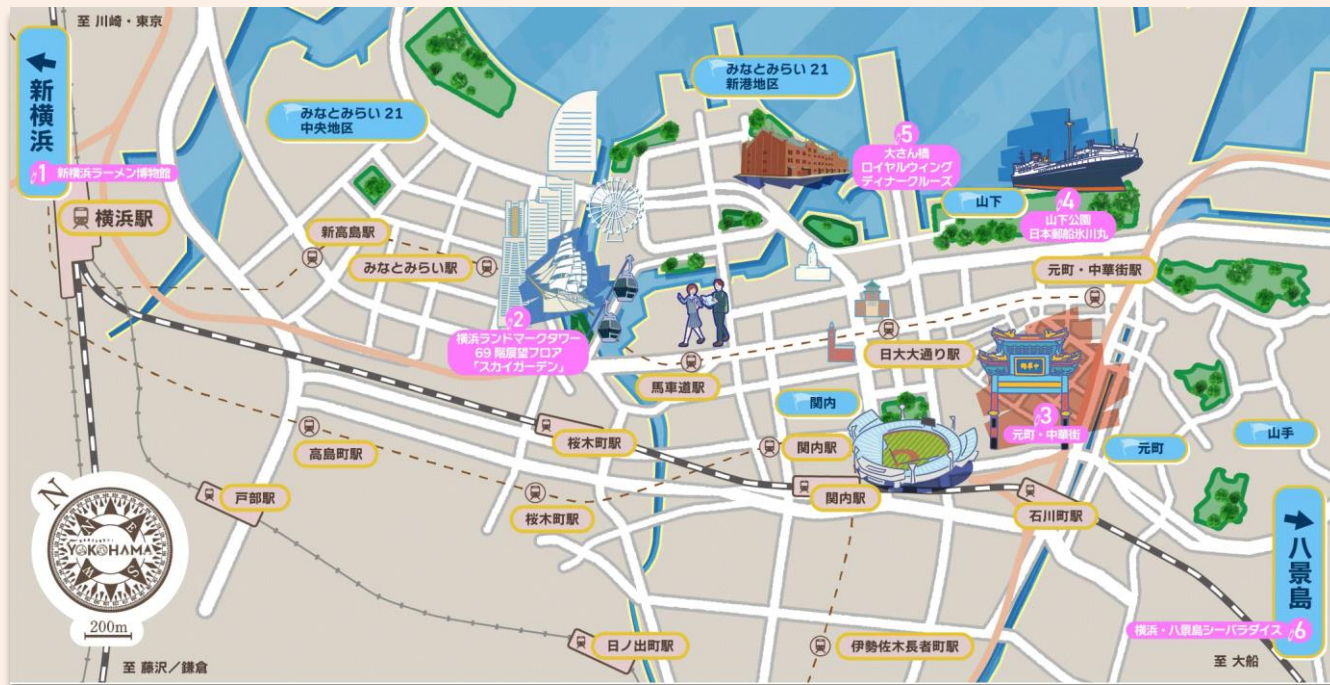 至 川崎・東京
新横浜
1 新横浜ラーメン博物館
横浜駅
みなとみらい 21
中央地区
みなとみらい 21
新港地区
5
大さん橋
ロイヤルウィング
ディナークルーズ
山下
4
山下公園
日本郵船氷川丸
新高島駅
みなとみらい駅
元町・中華街駅
2
横浜ランドマークタワー
69 階展望フロア
「スカイガーデン」
馬車道駅
日大大通り駅
関内
3
元町・中華街
元町
山手
高島町駅
桜木町駅
関内駅
戸部駅
桜木町駅
関内駅
石川町駅
八景島
N
N
E
YOKOHAMA
W
S
200m
日ノ出町駅
伊勢佐木長者町駅
横浜・八景島シーパラダイス 6
至 藤沢／鎌倉
至 大船